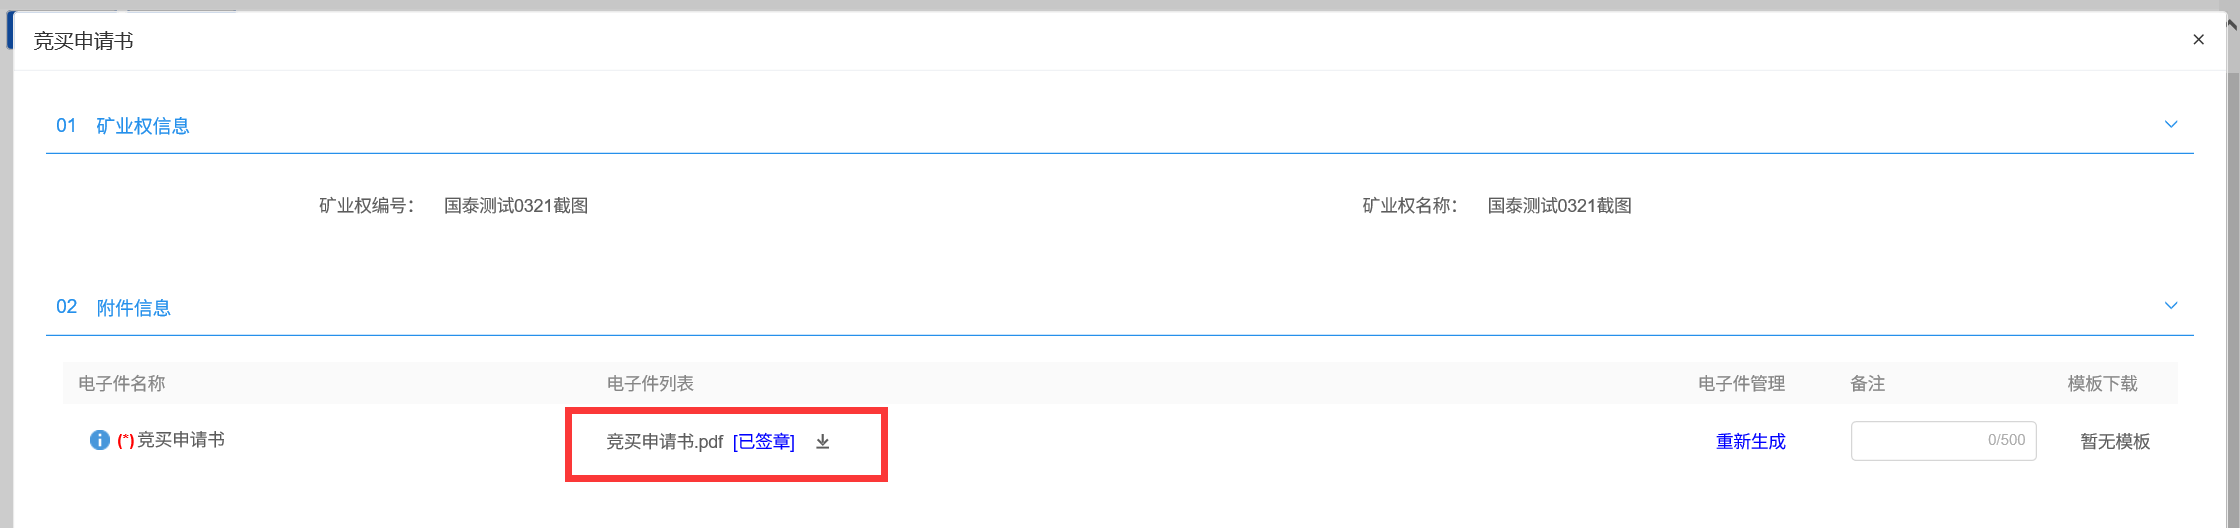 竞买申请书
01 矿业权信息
矿业权编号： 国泰测试0321截图 矿业权名称： 国泰测试0321截图
02 附件信息
电子件名称 电子件列表 电子件管理 备注 模板下载
(*)竞买申请书 竞买申请书.pdf [已签章] 重新生成 0/500 暂无模板